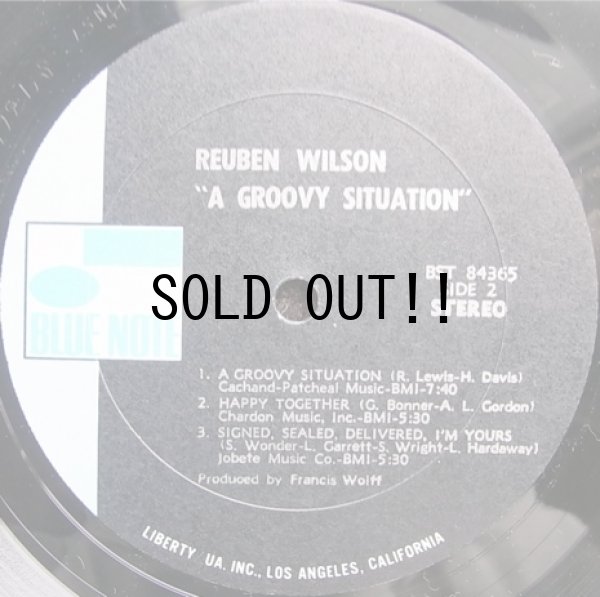 REUBEN WILSON
"A GROOVY SITUATION"
BST 84365
SIDE 2
STEREO
SOLD OUT!!
BLUE NOTE
1. A GROOVY SITUATION (R. Lewis-H. Davis)
Cachand-Patcheal Music-BMI-7:40
2. HAPPY TOGETHER (G. Bonner-A. L. Gordon)
Chardon Music, Inc.-BMI-5:30
3. SIGNED, SEALED, DELIVERED, I'M YOURS
(S. Wonder-L. Garrett-S. Wright-L. Hardaway)
Jobete Music Co.-BMI-5:30
Produced by Francis Wolff
LIBERTY UA, INC., LOS ANGELES, CALIFORNIA